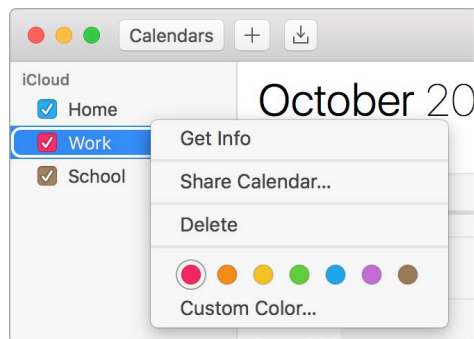 Calendars
iCloud
Home
October 20
Work
School
Get Info
Share Calendar...
Delete
Custom Color...